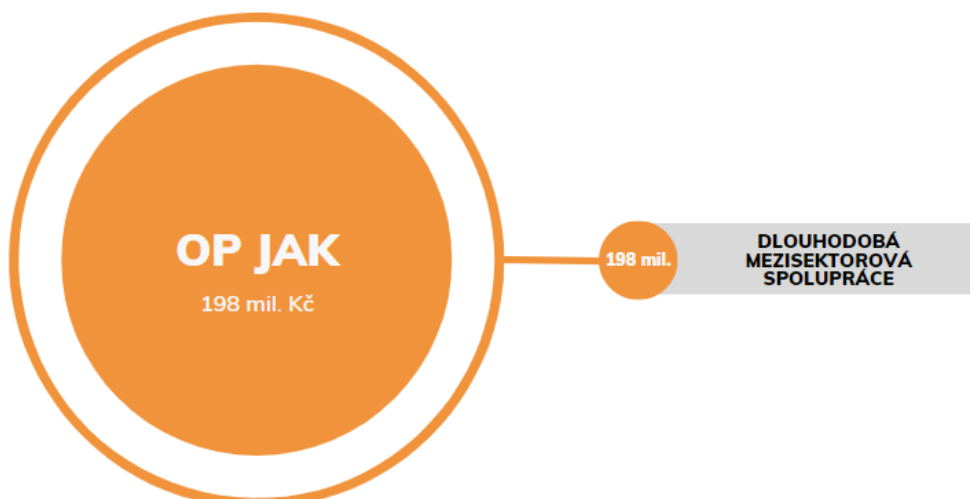 OP JAK
198 mil. Kč
198 mil.
DLOUHODOBÁ
MEZISEKTOROVÁ
SPOLUPRÁCE